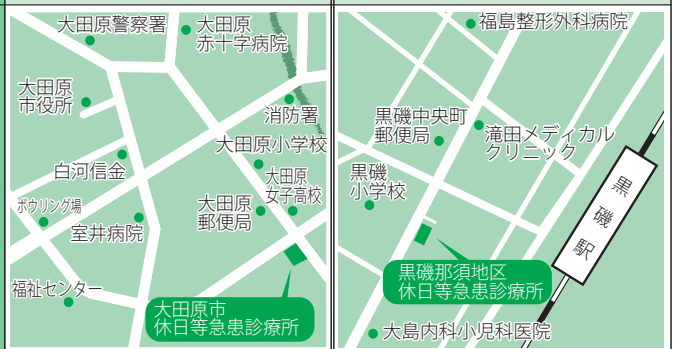 大田原警察署
大田原
赤十字病院
大田原
市役所
消防署
大田原小学校
白河信金
大田原
女子高校
ボウリング場
大田原
郵便局
室井病院
福祉センター
大田原市
休日等急患診療所
福島整形外科病院
黒磯中央町
郵便局
滝田メディカル
クリニック
黒磯
小学校
黒磯駅
黒磯那須地区
休日等急患診療所
大島内科小児科医院